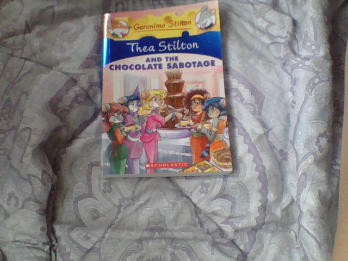 Geronimo Stilton
Thea Stilton
AND THE
CHOCOLATE SABOTAGE
SCHOLASTIC